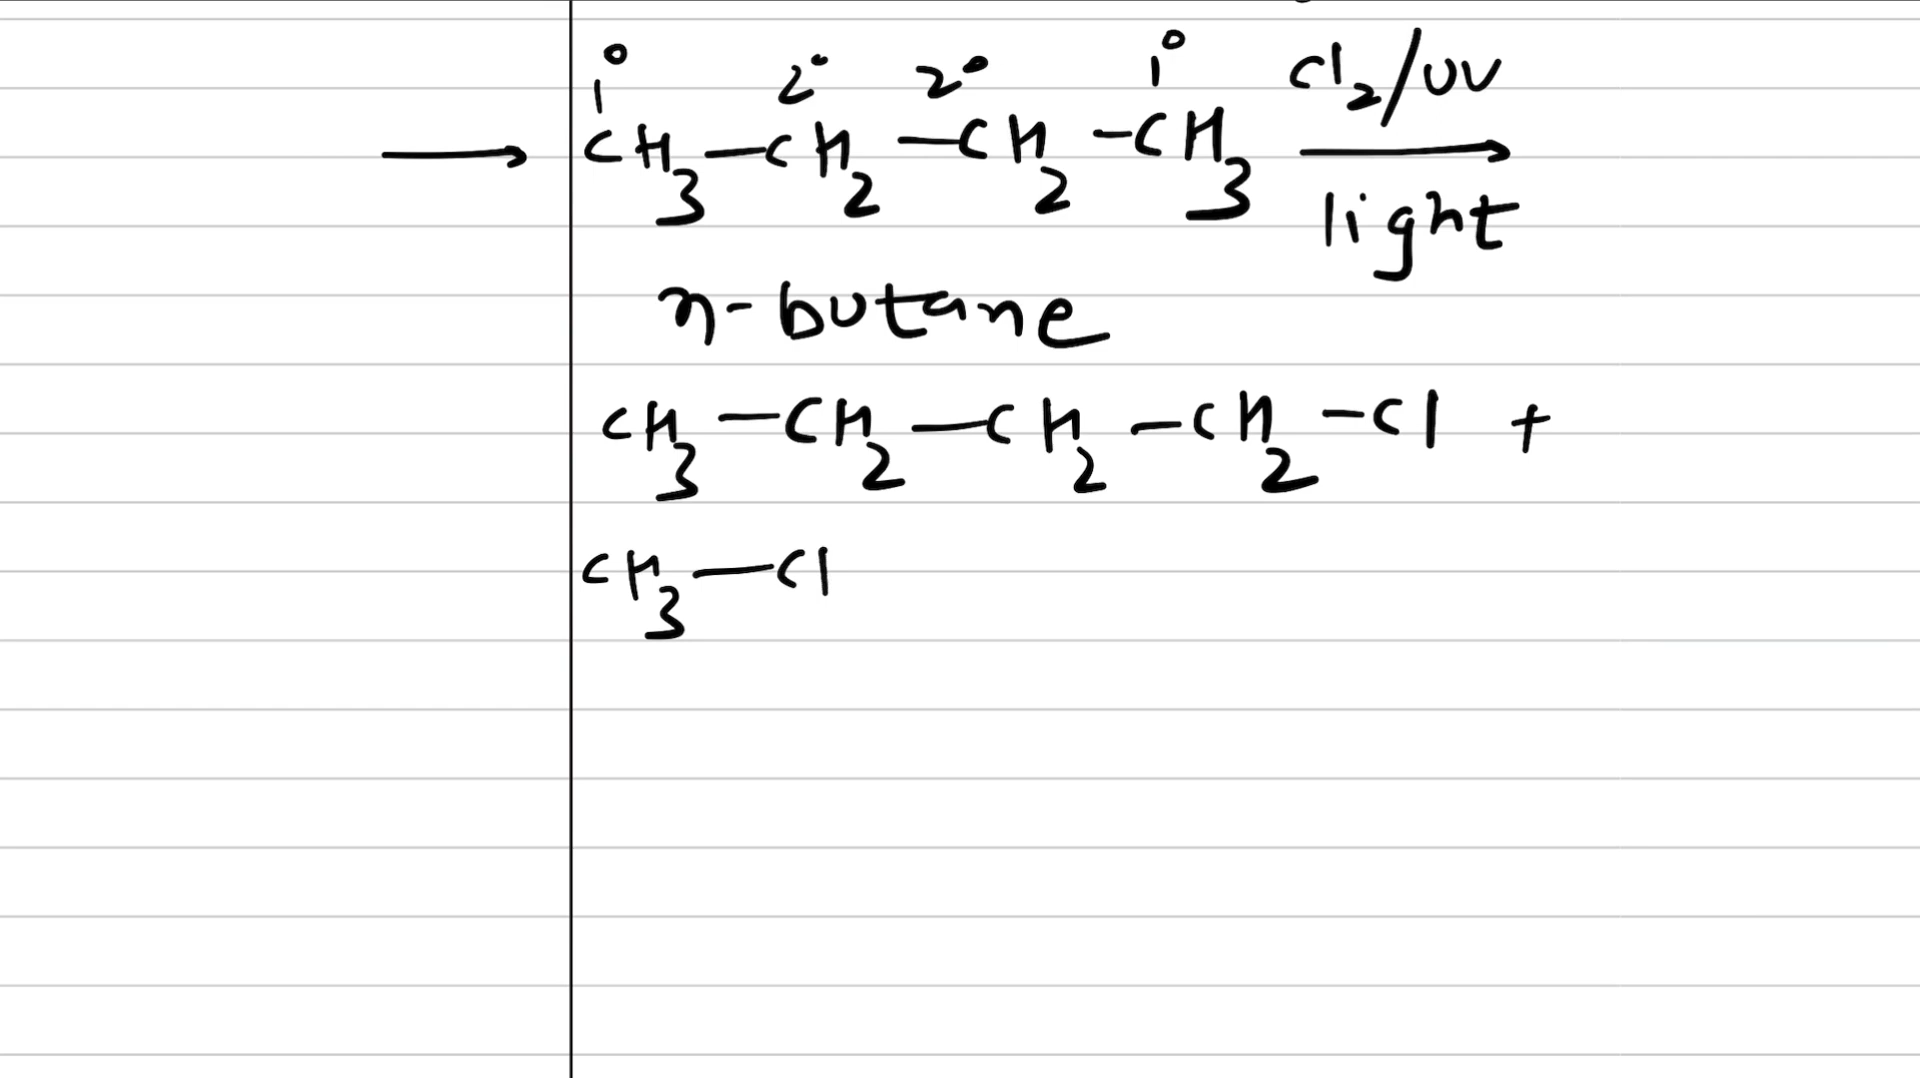 1° 2° 2° 1° Cl₂/UV
⟶ CH₃—CH₂—CH₂-CH₃ ⟶
light
n-butane
CH₃—CH₂—CH₂-CH₂-Cl +
CH₃—Cl